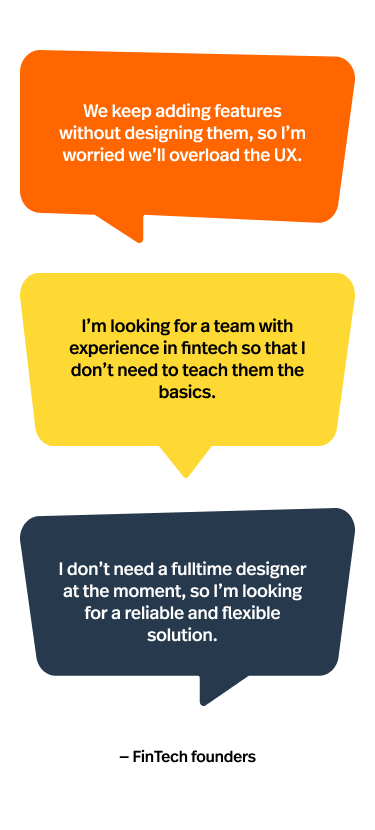 We keep adding features
without designing them, so I’m
worried we’ll overload the UX.
I’m looking for a team with
experience in fintech so that I
don’t need to teach them the
basics.
I don’t need a fulltime designer
at the moment, so I’m looking
for a reliable and flexible
solution.
– FinTech founders